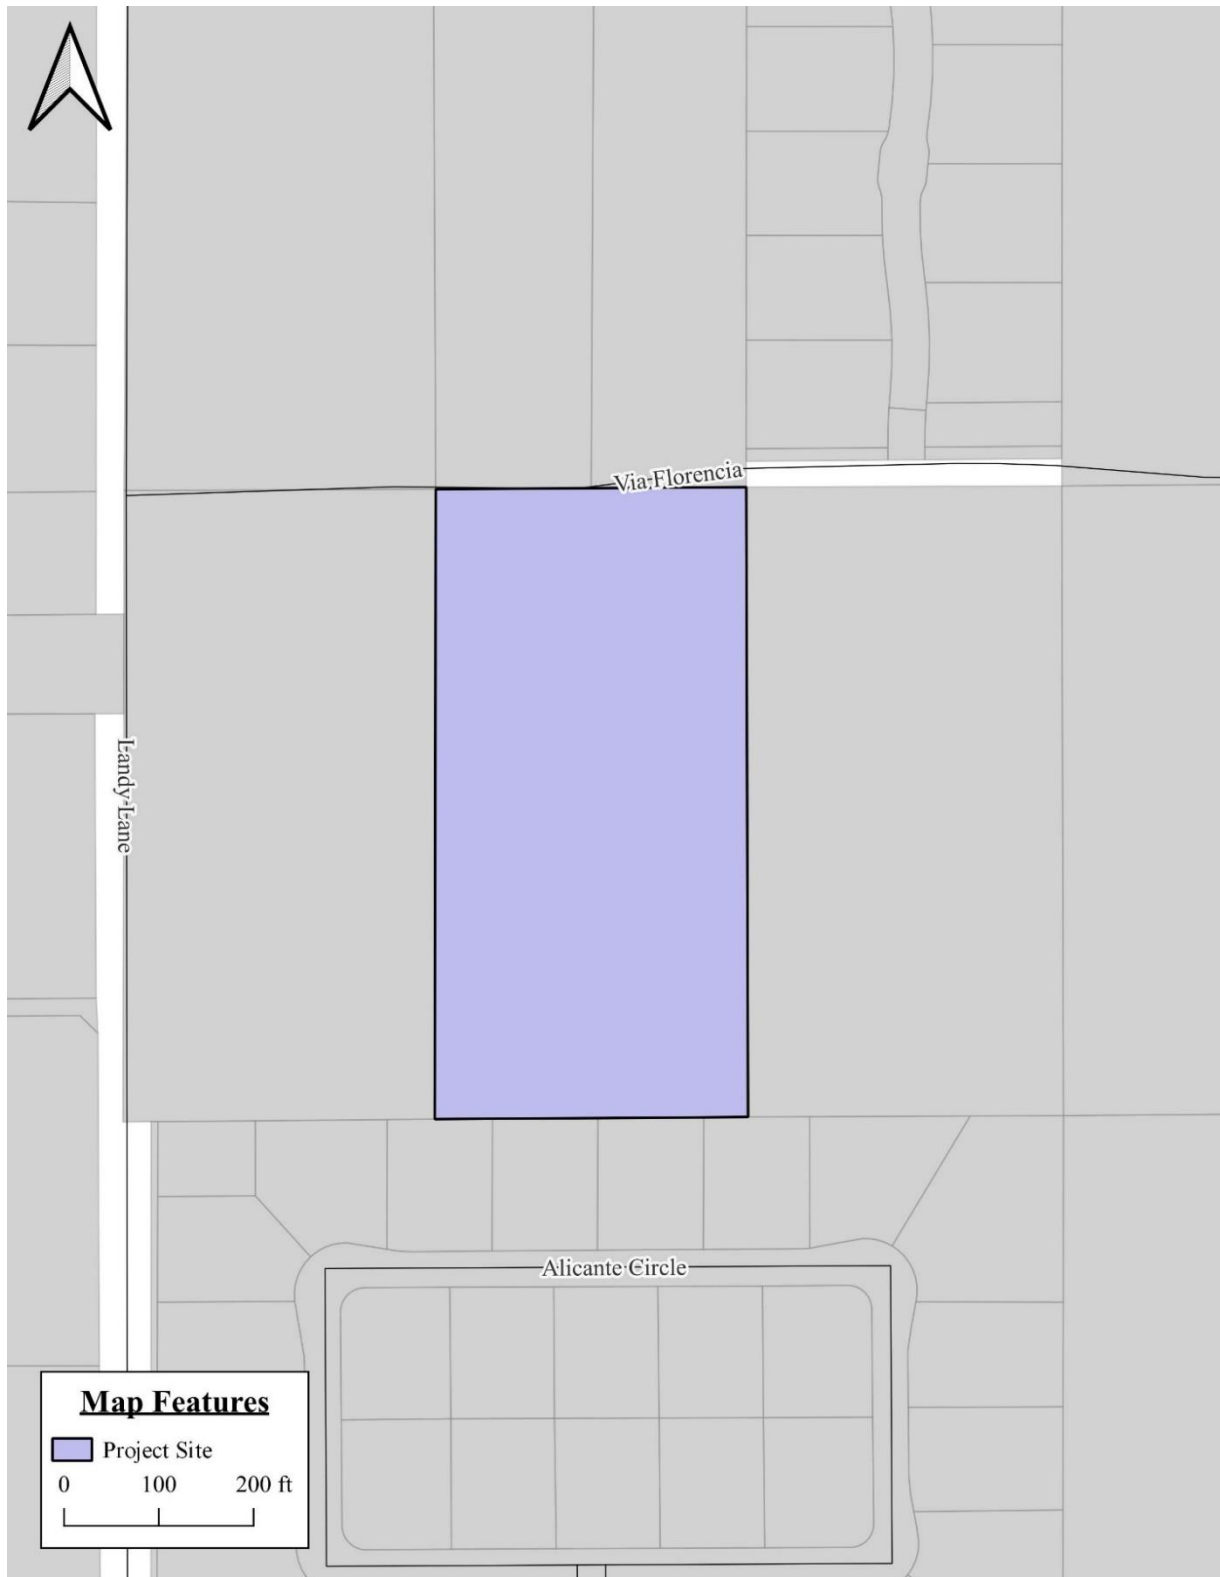 Via Florencia
Landy Lane
Alicante Circle
Map Features
Project Site
0 100 200 ft